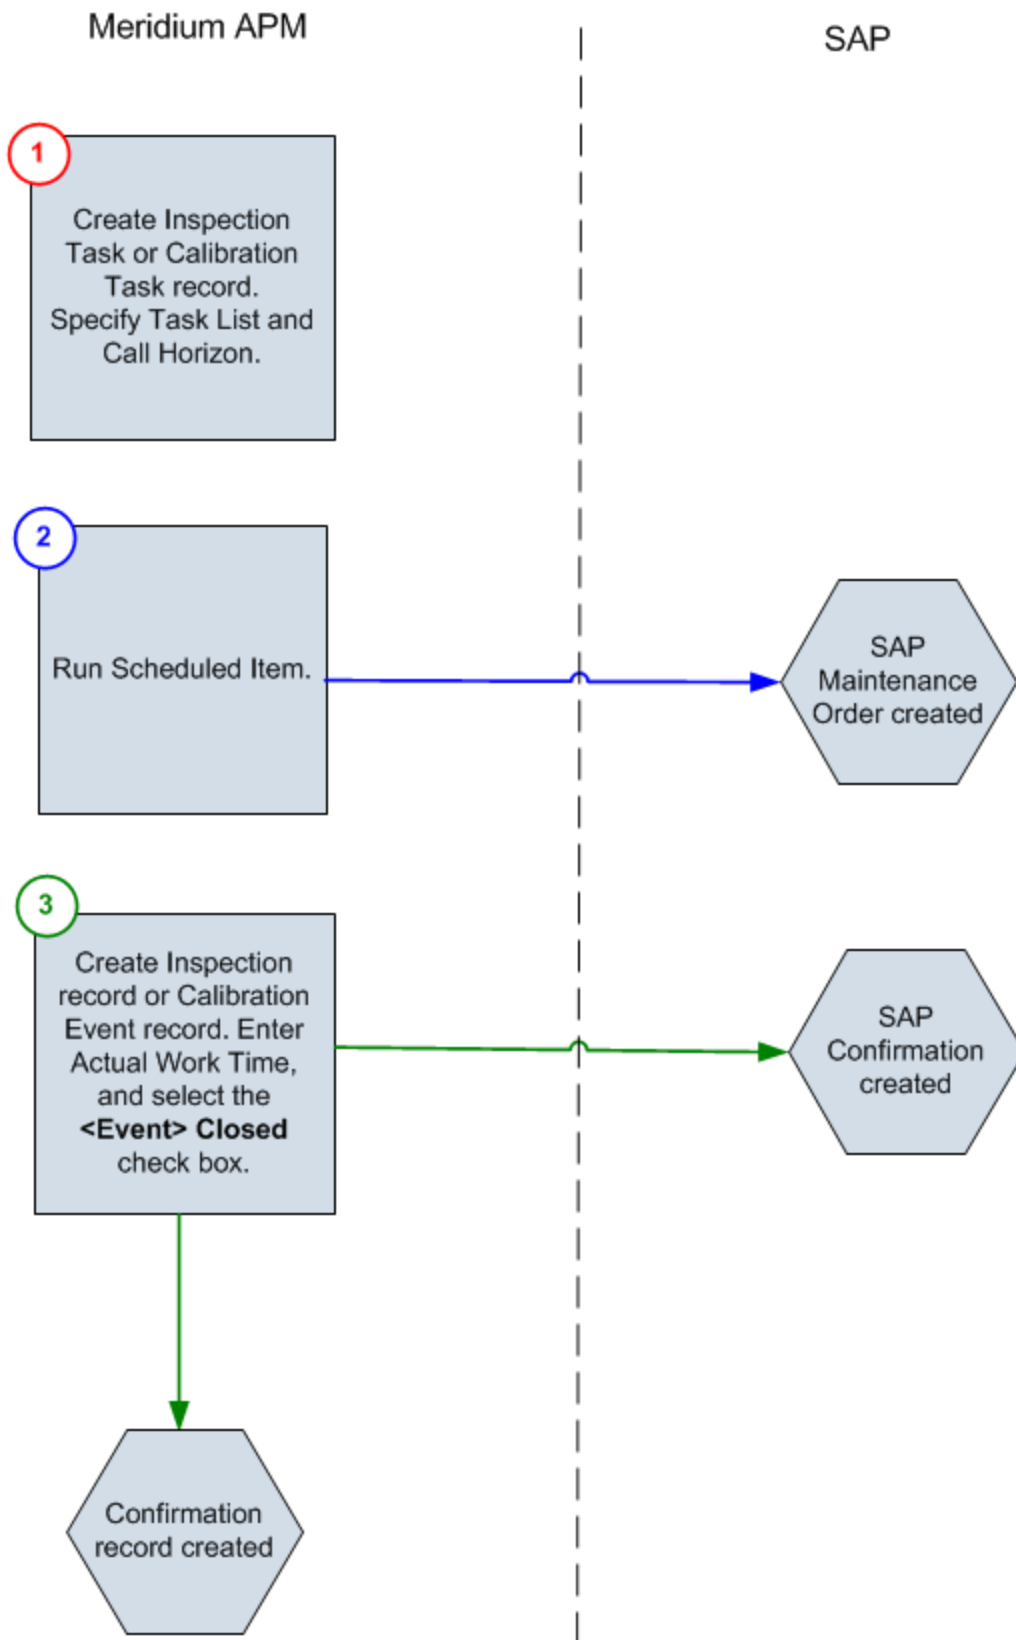 Meridium APM
SAP
1
Create Inspection
Task or Calibration
Task record.
Specify Task List and
Call Horizon.
2
Run Scheduled Item.
SAP
Maintenance
Order created
3
Create Inspection
record or Calibration
Event record. Enter
Actual Work Time,
and select the
<Event> Closed
check box.
SAP
Confirmation
created
Confirmation
record created